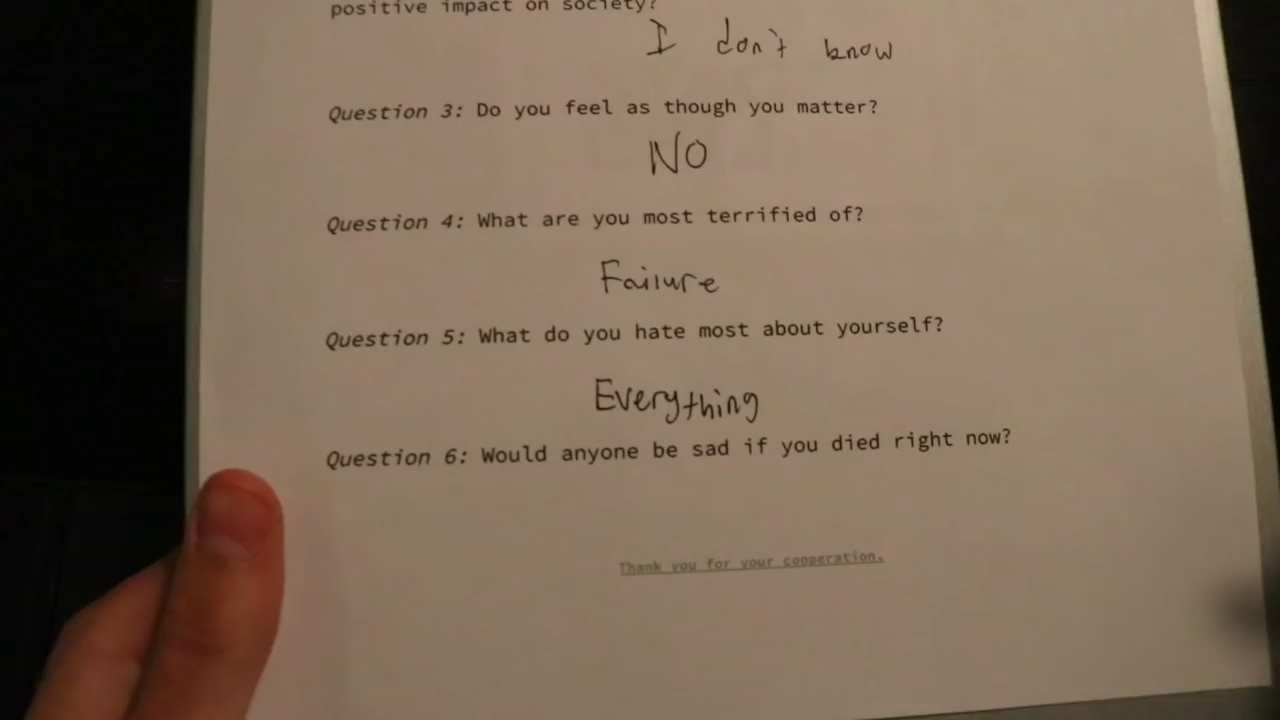 positive impact on society?
I don't know
Question 3: Do you feel as though you matter?
NO
Question 4: What are you most terrified of?
Failure
Question 5: What do you hate most about yourself?
Everything
Question 6: Would anyone be sad if you died right now?
Thank you for your cooperation.